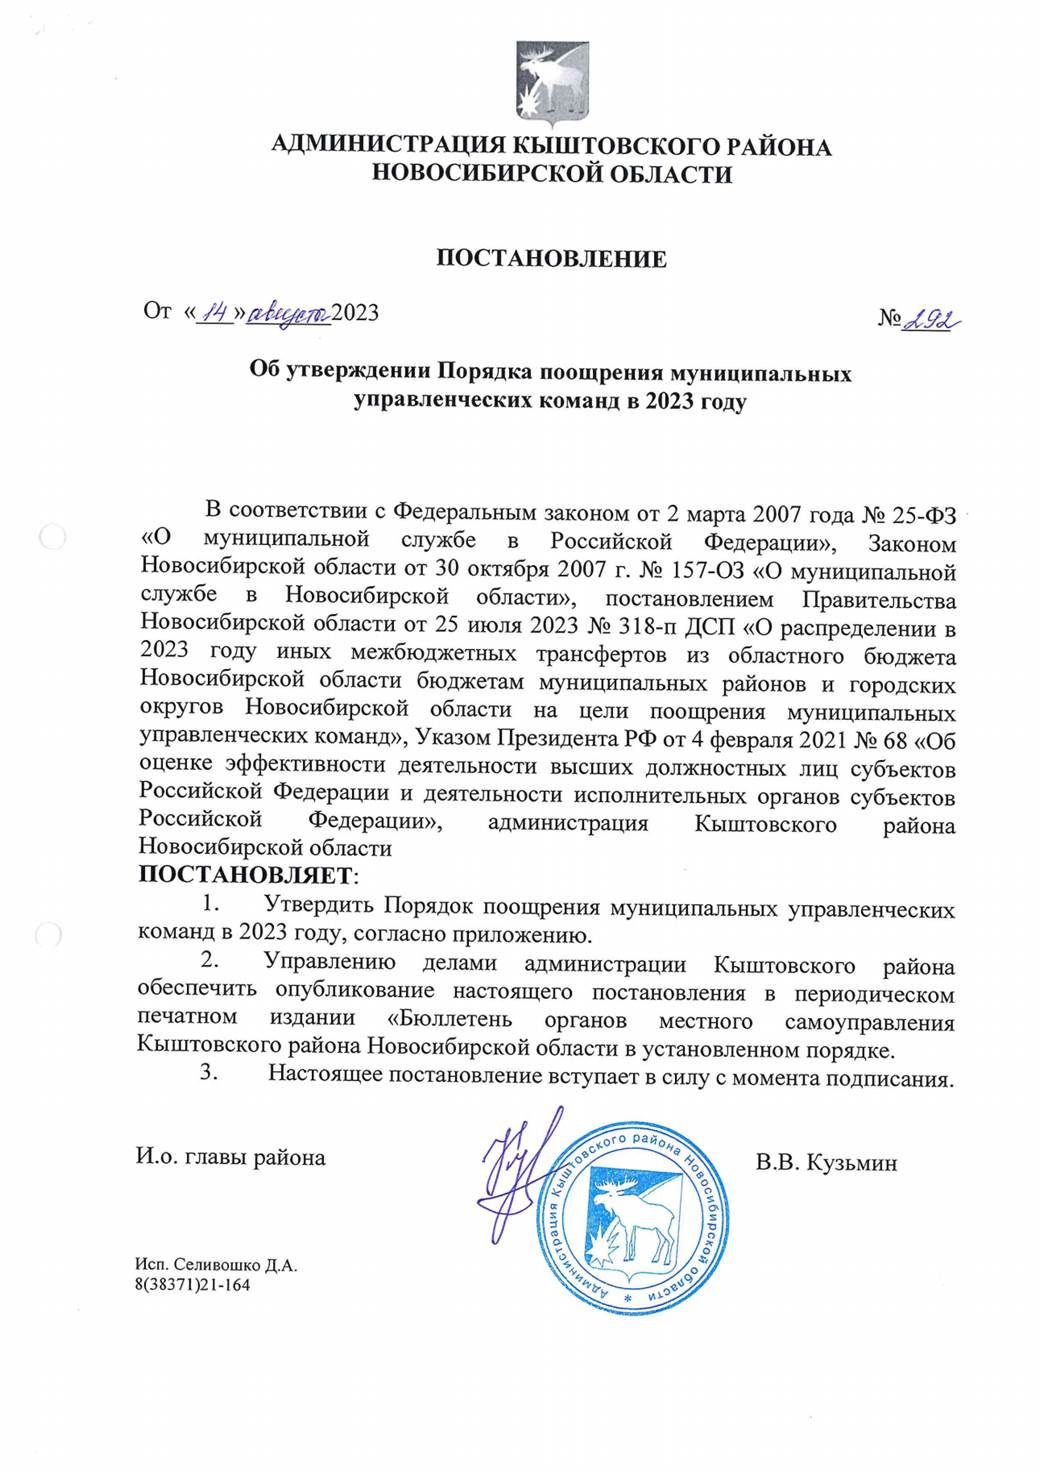 АДМИНИСТРАЦИЯ КЫШТОВСКОГО РАЙОНА
НОВОСИБИРСКОЙ ОБЛАСТИ
ПОСТАНОВЛЕНИЕ
От «14» августа 2023
№ 292
Об утверждении Порядка поощрения муниципальных
управленческих команд в 2023 году
В соответствии с Федеральным законом от 2 марта 2007 года № 25-ФЗ
«О муниципальной службе в Российской Федерации», Законом
Новосибирской области от 30 октября 2007 г. № 157-ОЗ «О муниципальной
службе в Новосибирской области», постановлением Правительства
Новосибирской области от 25 июля 2023 № 318-п ДСП «О распределении в
2023 году иных межбюджетных трансфертов из областного бюджета
Новосибирской области бюджетам муниципальных районов и городских
округов Новосибирской области на цели поощрения муниципальных
управленческих команд», Указом Президента РФ от 4 февраля 2021 № 68 «Об
оценке эффективности деятельности высших должностных лиц субъектов
Российской Федерации и деятельности исполнительных органов субъектов
Российской Федерации», администрация Кыштовского района
Новосибирской области
ПОСТАНОВЛЯЕТ:
1. Утвердить Порядок поощрения муниципальных управленческих
команд в 2023 году, согласно приложению.
2. Управлению делами администрации Кыштовского района
обеспечить опубликование настоящего постановления в периодическом
печатном издании «Бюллетень органов местного самоуправления
Кыштовского района Новосибирской области в установленном порядке.
3. Настоящее постановление вступает в силу с момента подписания.
И.о. главы района
В.В. Кузьмин
Администрация Кыштовского района Новосибирской области *
Исп. Селивошко Д.А.
8(38371)21-164